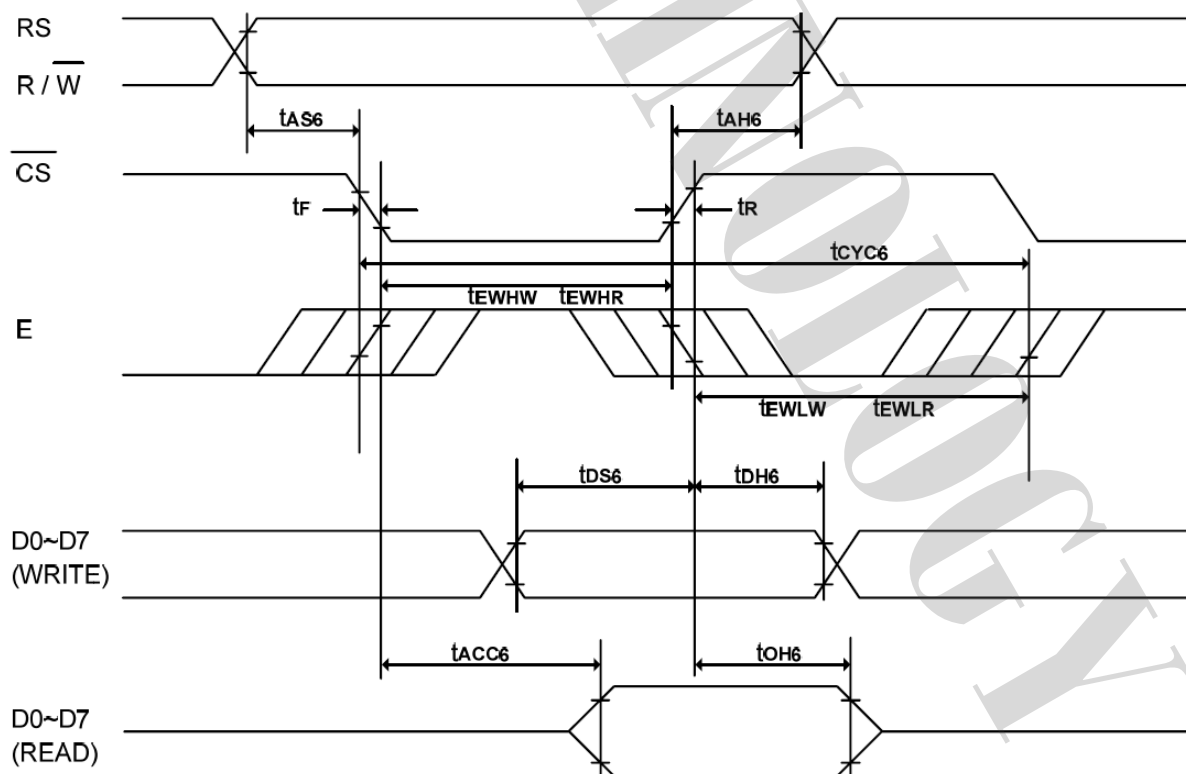 RS
R / W̅
tAS6 tAH6
C̅S̅
tF tR
tCYC6
tEWHW tEWHR
E
tEWLW tEWLR
tDS6 tDH6
D0~D7
(WRITE)
tACC6 tOH6
D0~D7
(READ)